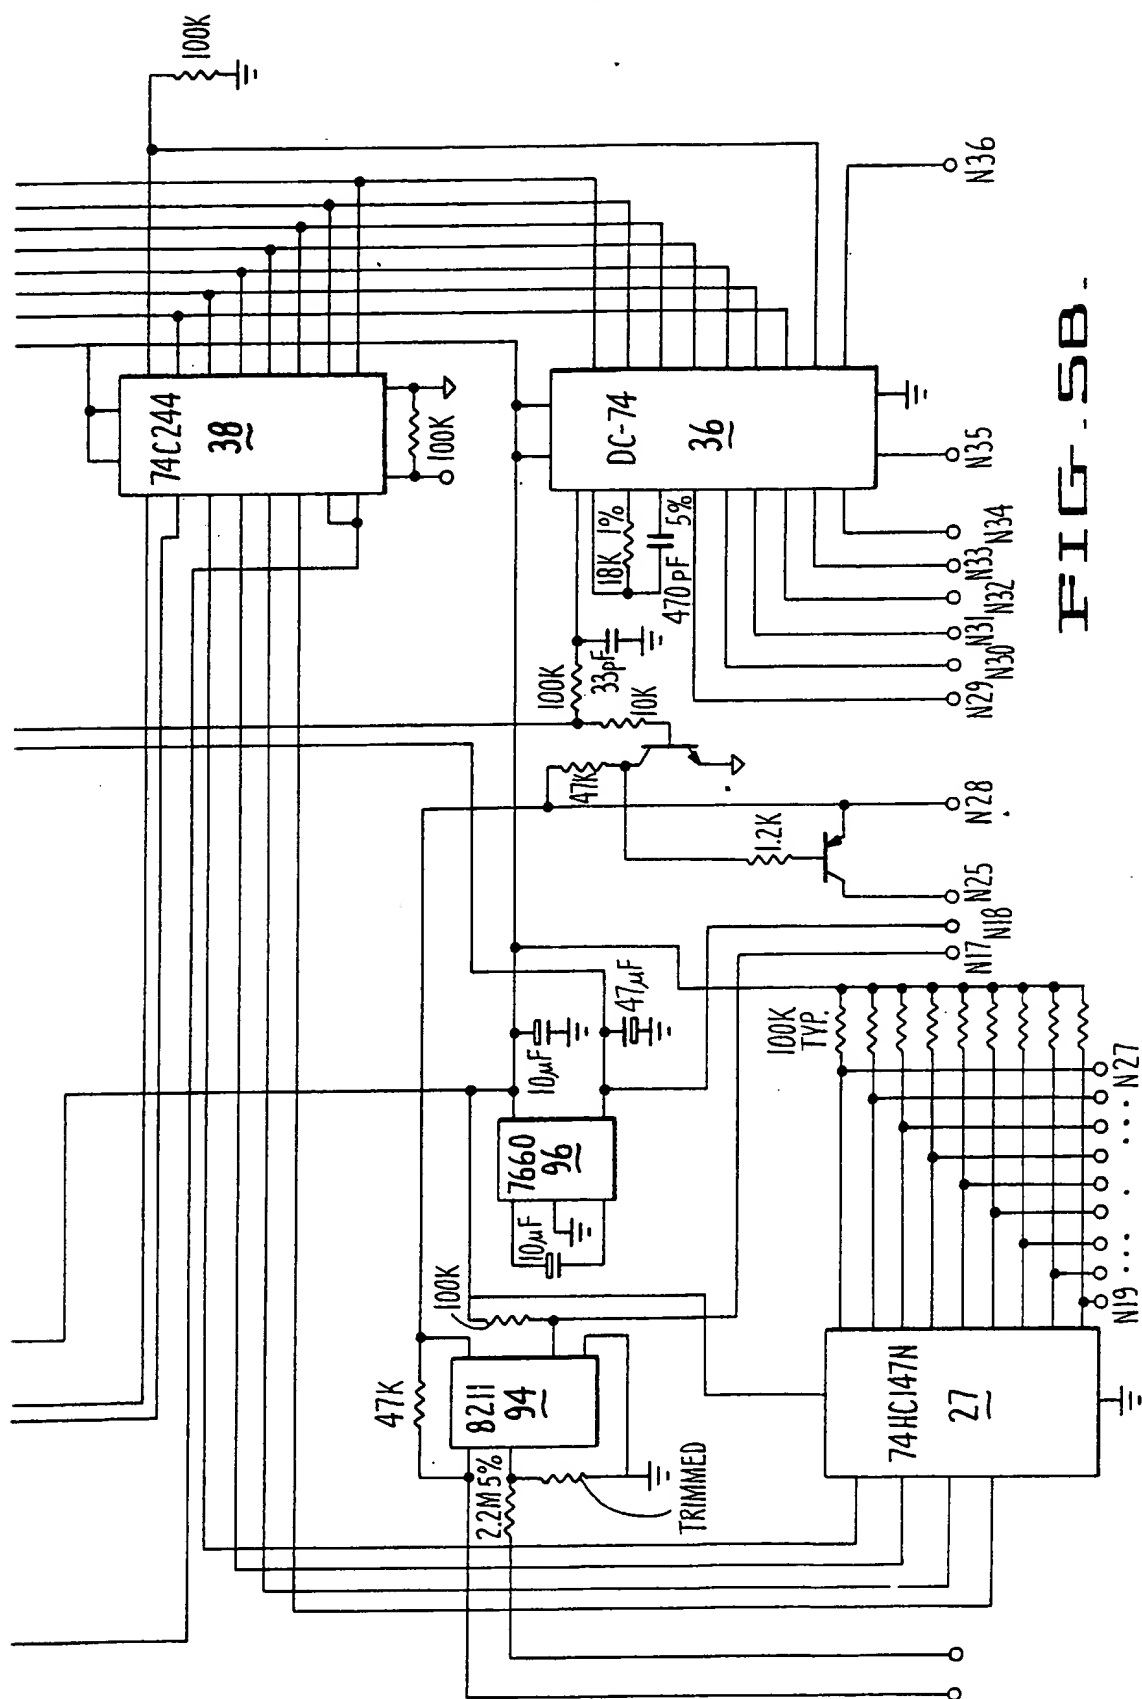 100K
74C244
38
100K
DC-74
36
18K 1%
470pF 5%
33pF
100K
10K
47K
1.2K
N36
N35
N34
N33
N32
N31
N30
N29
N28
N25
N18
N17
47µF
10µF
7660
96
10µF
100K
47K
8211
94
2.2M 5%
TRIMMED
100K
TYP.
N27
N19
74HC147N
27
FIG. 5B.